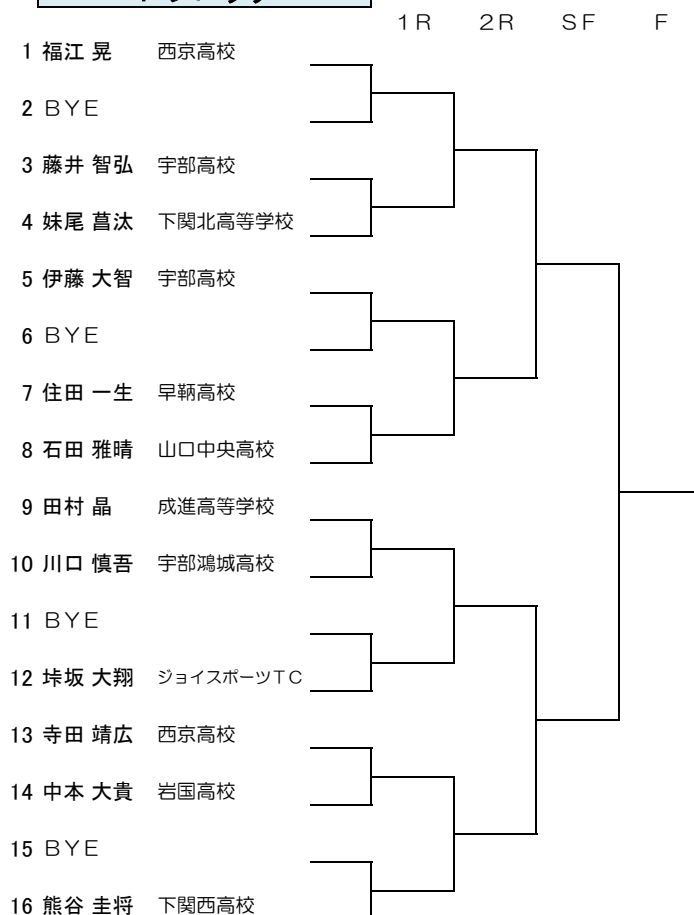 1R 2R SF F
1 福江 晃 西京高校
2 BYE
3 藤井 智弘 宇部高校
4 妹尾 菖汰 下関北高等学校
5 伊藤 大智 宇部高校
6 BYE
7 住田 一生 早鞆高校
8 石田 雅晴 山口中央高校
9 田村 晶 成進高等学校
10 川口 慎吾 宇部鴻城高校
11 BYE
12 垰坂 大翔 ジョイスポーツTC
13 寺田 靖広 西京高校
14 中本 大貴 岩国高校
15 BYE
16 熊谷 圭将 下関西高校